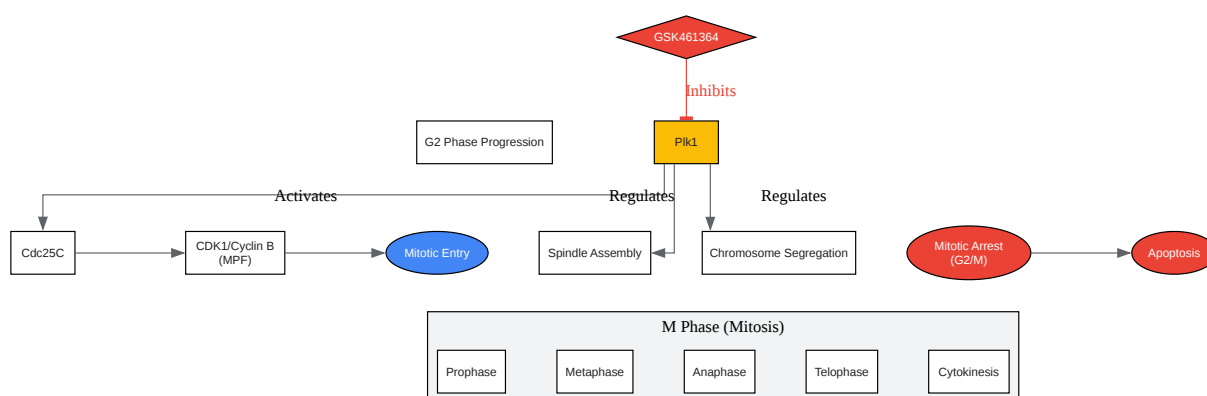 GSK461364
Inhibits
G2 Phase Progression
Plk1
Activates
Regulates
Regulates
Cdc25C
CDK1/Cyclin B
(MPF)
Mitotic Entry
Spindle Assembly
Chromosome Segregation
Mitotic Arrest
(G2/M)
Apoptosis
M Phase (Mitosis)
Prophase
Metaphase
Anaphase
Telophase
Cytokinesis